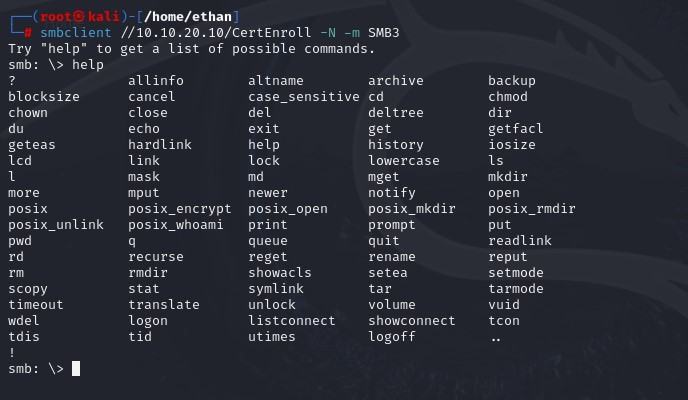 ┌──(root㉿kali)-[/home/ethan]
└─# smbclient //10.10.20.10/CertEnroll -N -m SMB3
Try "help" to get a list of possible commands.
smb: \> help
?              allinfo        altname        archive        backup
blocksize      cancel         case_sensitive cd             chmod
chown          close          del            deltree        dir
du             echo           exit           get            getfacl
geteas         hardlink       help           history        iosize
lcd            link           lock           lowercase      ls
l              mask           md             mget           mkdir
more           mput           newer          notify         open
posix          posix_encrypt  posix_open     posix_mkdir    posix_rmdir
posix_unlink   posix_whoami   print          prompt         put
pwd            q              queue          quit           readlink
rd             recurse        reget          rename         reput
rm             rmdir          showacls       setea          setmode
scopy          stat           symlink        tar            tarmode
timeout        translate      unlock         volume         vuid
wdel           logon          listconnect    showconnect    tcon
tdis           tid            utimes         logoff         ..
!
smb: \>